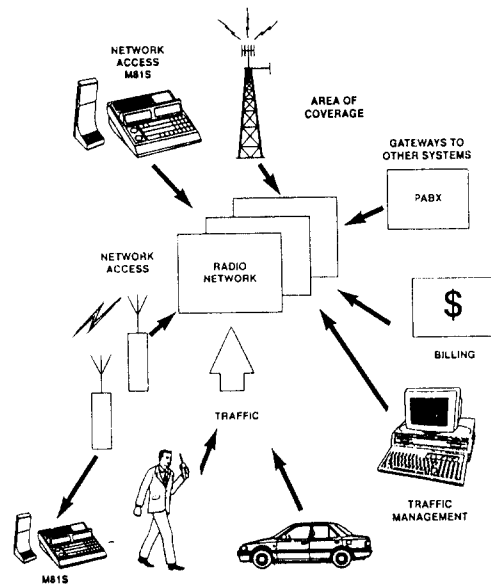 NETWORK
ACCESS
M81S
AREA OF
COVERAGE
GATEWAYS TO
OTHER SYSTEMS
PABX
NETWORK
ACCESS
RADIO
NETWORK
$
BILLING
TRAFFIC
TRAFFIC
MANAGEMENT
M81S